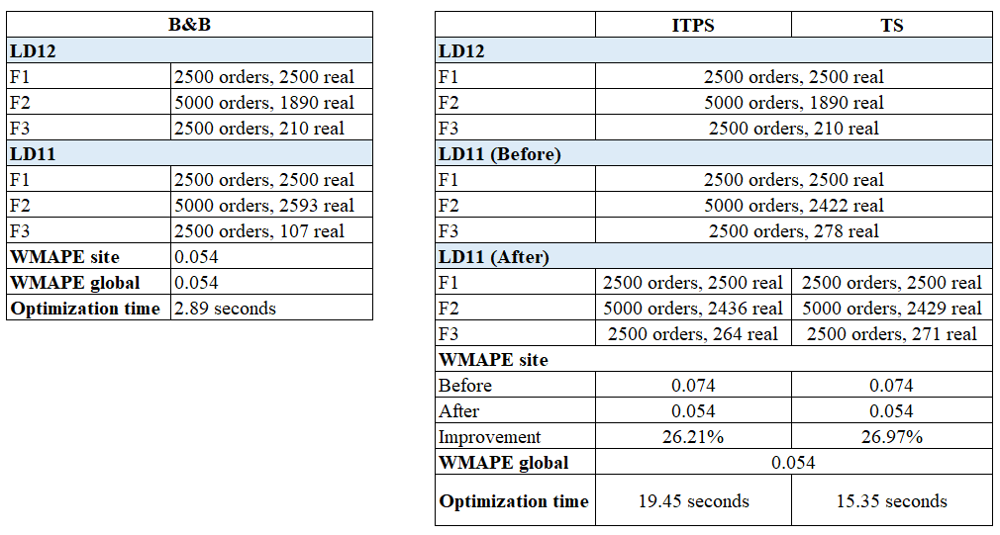 B&B
LD12
F1 2500 orders, 2500 real
F2 5000 orders, 1890 real
F3 2500 orders, 210 real
LD11
F1 2500 orders, 2500 real
F2 5000 orders, 2593 real
F3 2500 orders, 107 real
WMAPE site 0.054
WMAPE global 0.054
Optimization time 2.89 seconds
ITPS TS
LD12
F1 2500 orders, 2500 real
F2 5000 orders, 1890 real
F3 2500 orders, 210 real
LD11 (Before)
F1 2500 orders, 2500 real
F2 5000 orders, 2422 real
F3 2500 orders, 278 real
LD11 (After)
F1 2500 orders, 2500 real 2500 orders, 2500 real
F2 5000 orders, 2436 real 5000 orders, 2429 real
F3 2500 orders, 264 real 2500 orders, 271 real
WMAPE site
Before 0.074 0.074
After 0.054 0.054
Improvement 26.21% 26.97%
WMAPE global 0.054
Optimization time 19.45 seconds 15.35 seconds